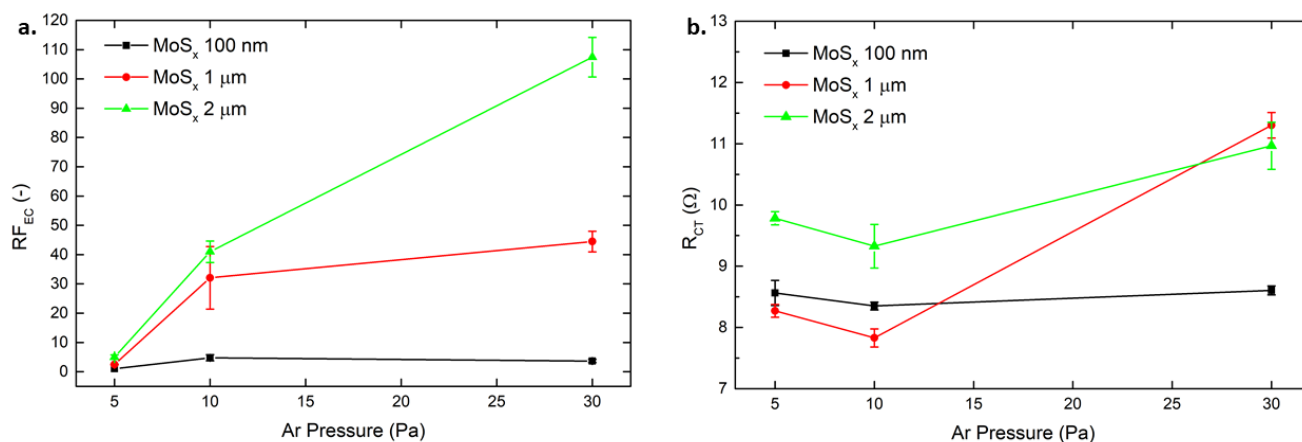 a.
MoSₓ 100 nm
MoSₓ 1 μm
MoSₓ 2 μm
120
110
100
90
80
70
60
50
40
30
20
10
0
RF_EC (-)
5 10 15 20 25 30
Ar Pressure (Pa)
b.
MoSₓ 100 nm
MoSₓ 1 μm
MoSₓ 2 μm
13
12
11
10
9
8
7
R_CT (Ω)
5 10 15 20 25 30
Ar Pressure (Pa)